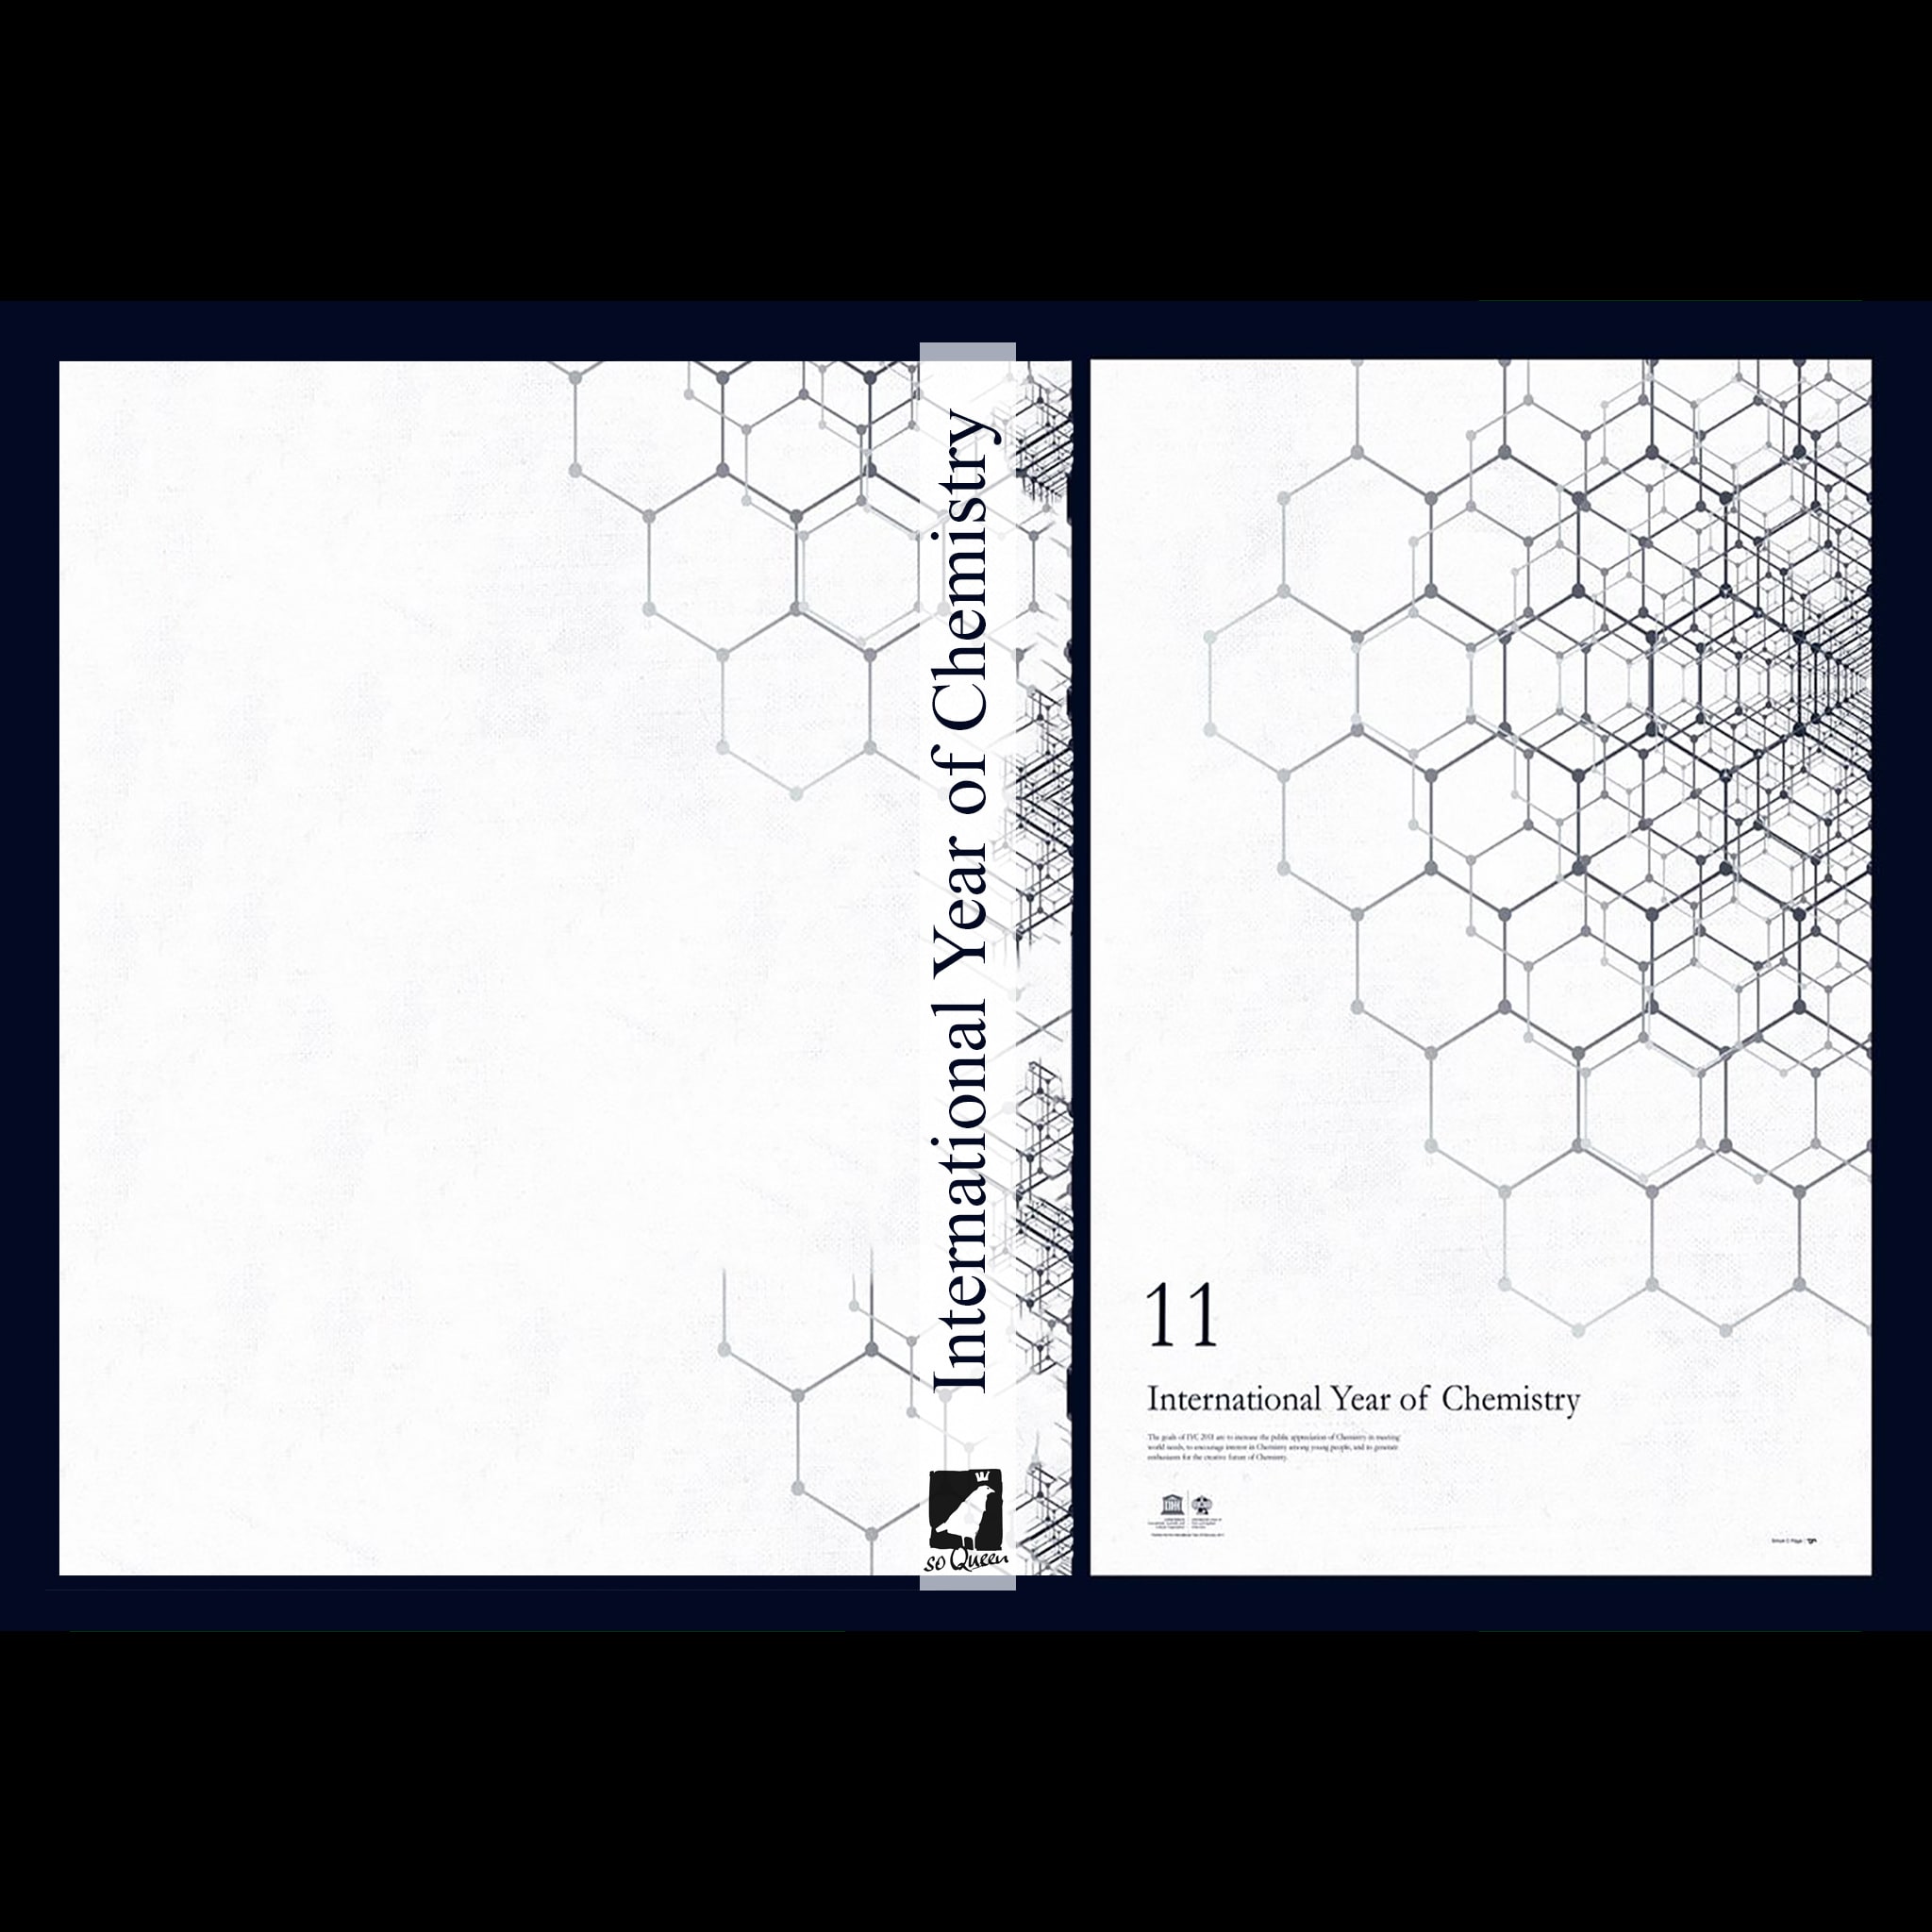 International Year of Chemistry
so Queen
11
International Year of Chemistry
The goals of IYC 2011 are to increase the public appreciation of Chemistry in meeting
world needs, to encourage interest in Chemistry among young people, and to generate
enthusiasm for the creative future of Chemistry.
Simon C Page